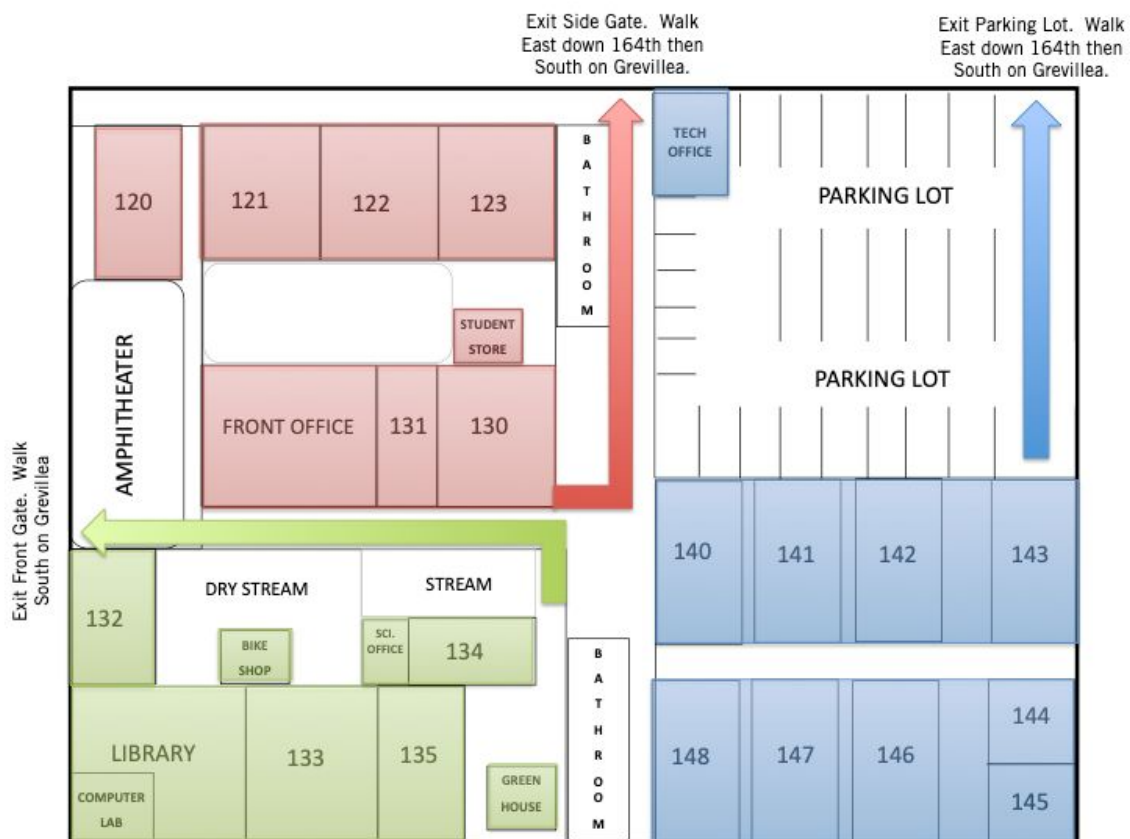 Exit Side Gate.  Walk
East down 164th then
South on Grevillea.
Exit Parking Lot.  Walk
East down 164th then
South on Grevillea.
120
121
122
123
BATHROOM
TECH
OFFICE
PARKING LOT
STUDENT
STORE
PARKING LOT
AMPHITHEATER
FRONT OFFICE
131
130
Exit Front Gate.  Walk
South on Grevillea
140
141
142
143
DRY STREAM
STREAM
132
BIKE
SHOP
SCI.
OFFICE
134
BATHROOM
LIBRARY
133
135
148
147
146
144
GREEN
HOUSE
COMPUTER
LAB
145